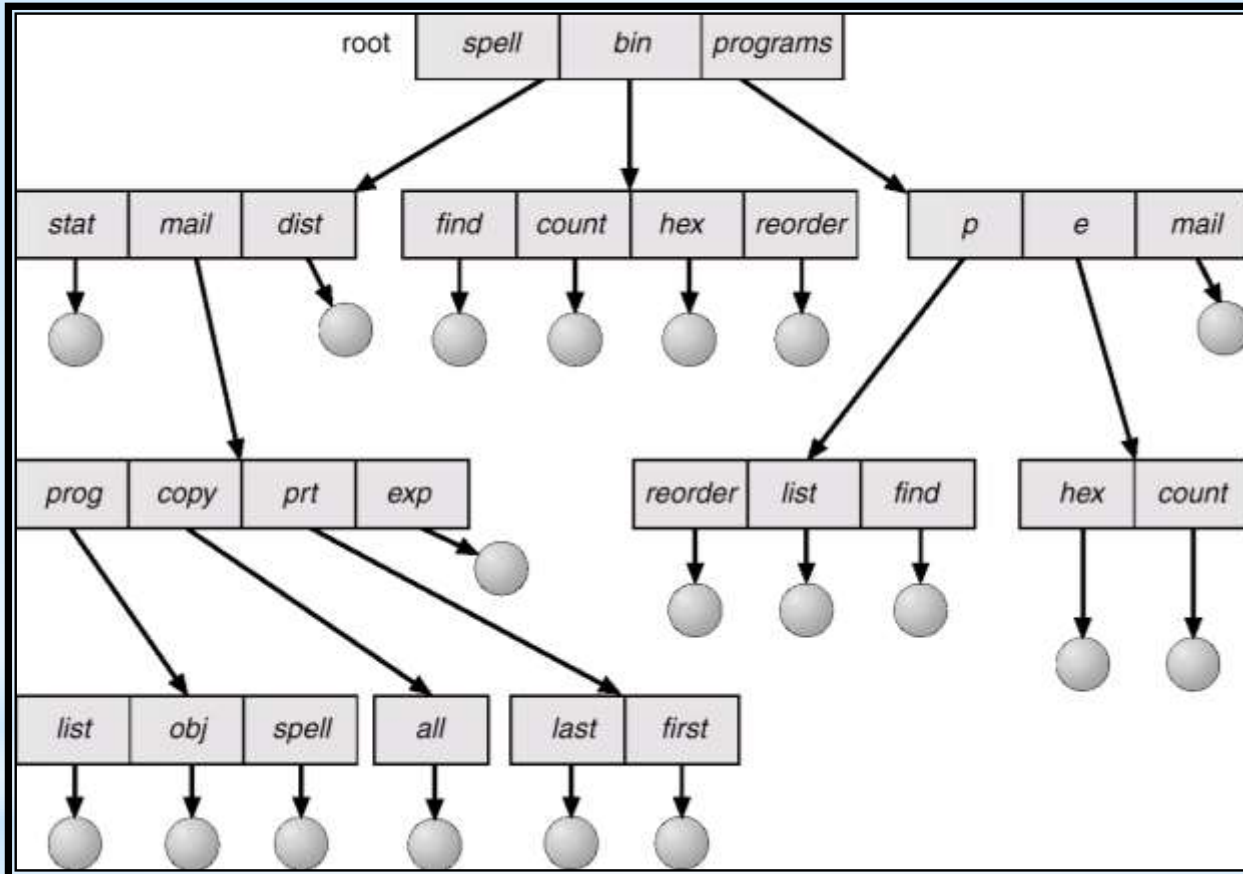 root spell bin programs
stat mail dist find count hex reorder p e mail
prog copy prt exp reorder list find hex count
list obj spell all last first